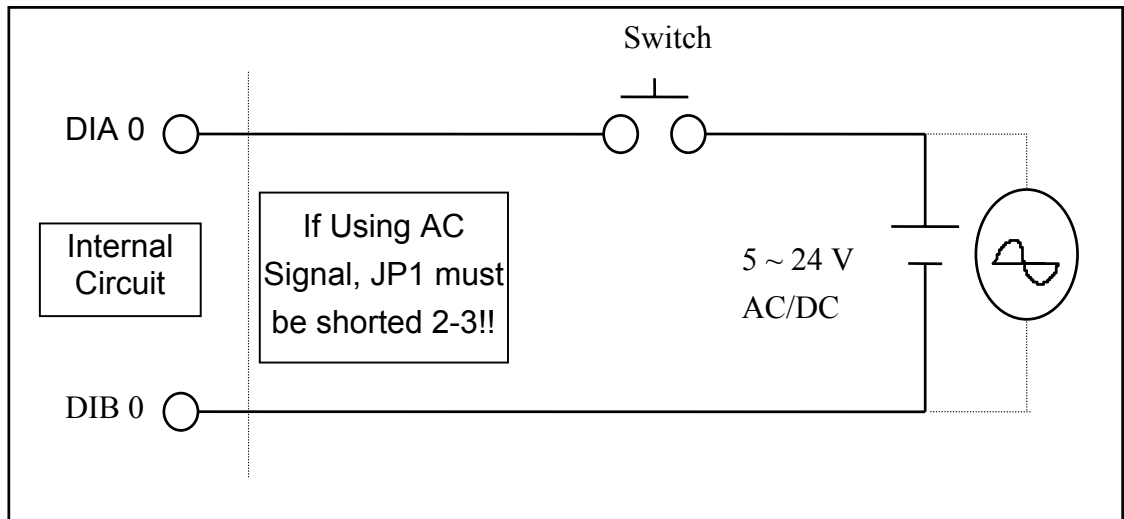 Switch
DIA 0
If Using AC
Signal, JP1 must
be shorted 2-3!!
Internal
Circuit
5 ~ 24 V
AC/DC
DIB 0